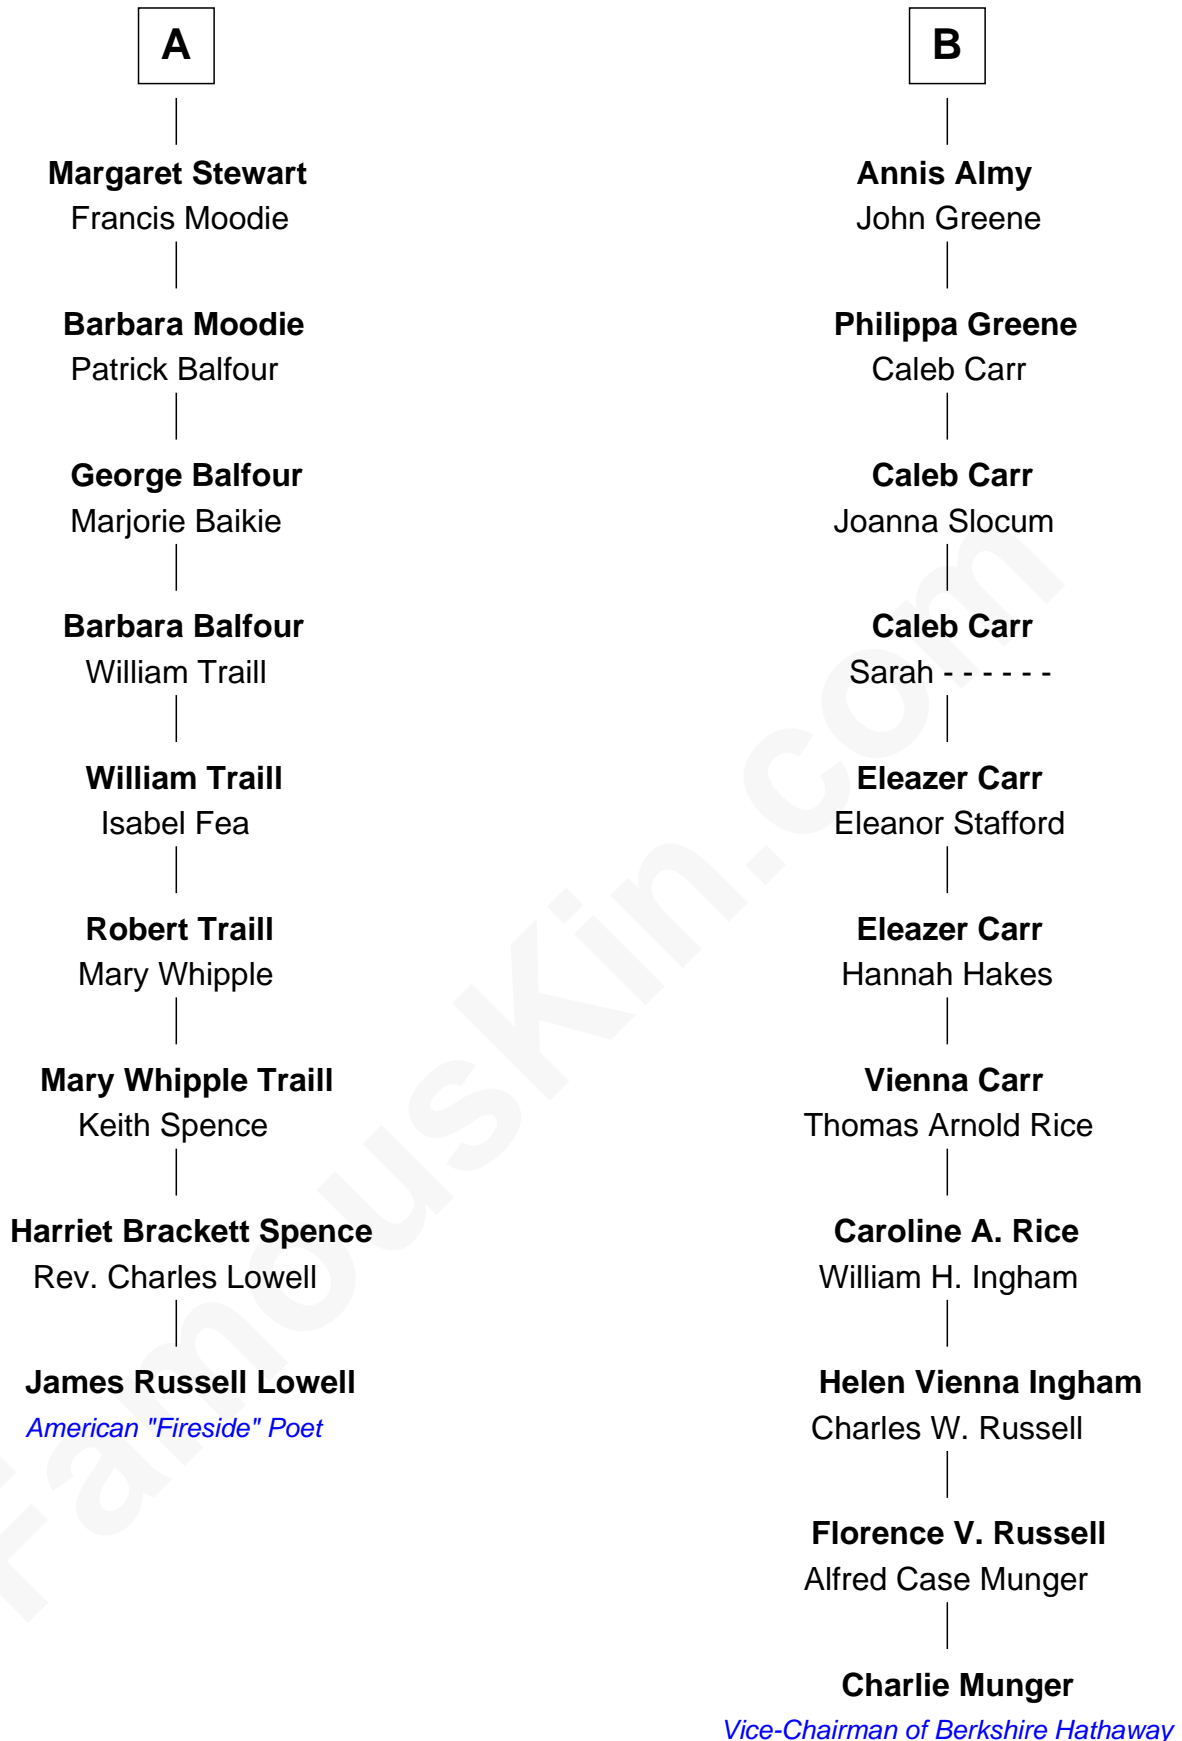 A
Margaret Stewart
Francis Moodie
Barbara Moodie
Patrick Balfour
George Balfour
Marjorie Baikie
Barbara Balfour
William Traill
William Traill
Isabel Fea
Robert Traill
Mary Whipple
Mary Whipple Traill
Keith Spence
Harriet Brackett Spence
Rev. Charles Lowell
James Russell Lowell
American "Fireside" Poet
B
Annis Almy
John Greene
Philippa Greene
Caleb Carr
Caleb Carr
Joanna Slocum
Caleb Carr
Sarah - - - - - -
Eleazer Carr
Eleanor Stafford
Eleazer Carr
Hannah Hakes
Vienna Carr
Thomas Arnold Rice
Caroline A. Rice
William H. Ingham
Helen Vienna Ingham
Charles W. Russell
Florence V. Russell
Alfred Case Munger
Charlie Munger
Vice-Chairman of Berkshire Hathaway
FamousKin.com